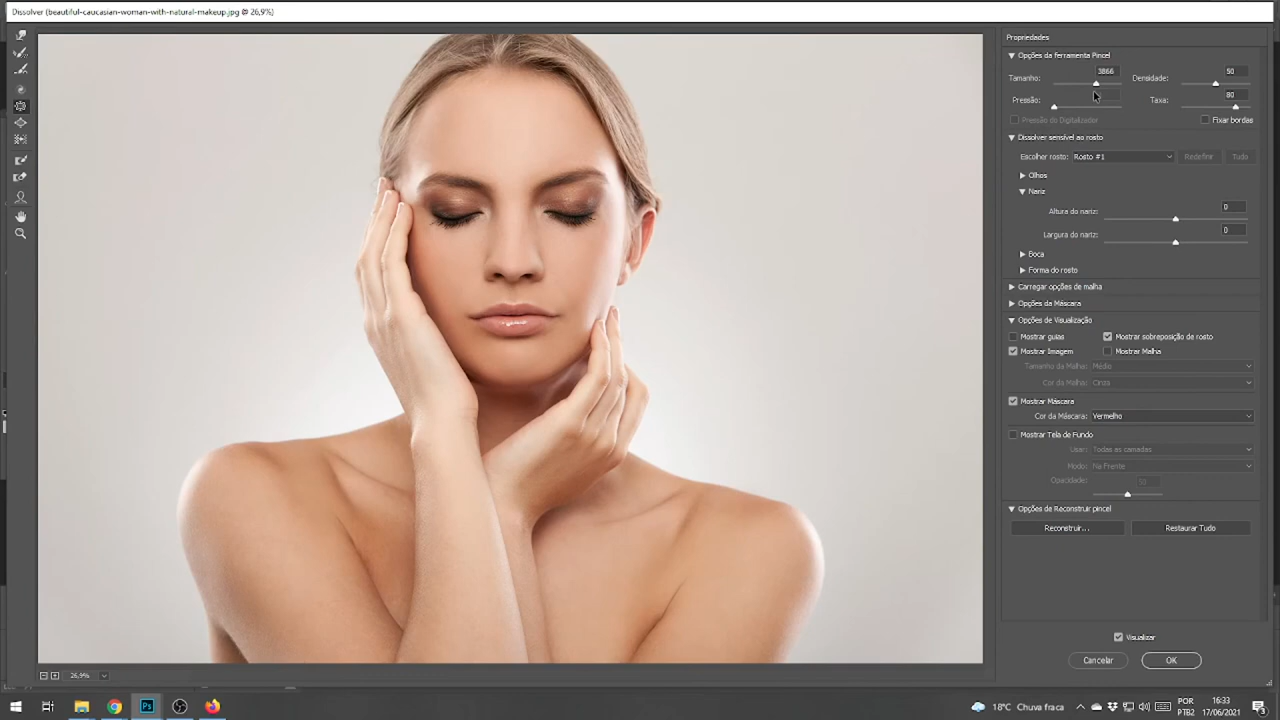 Dissolver (beautiful-caucasian-woman-with-natural-makeup.jpg @ 26,9%)
Propriedades
Opções da ferramenta Pincel
Tamanho: 3866 Densidade: 50
Pressão: Taxa: 80
Pressão do Digitalizador Fixar bordas
Dissolver sensível ao rosto
Escolher rosto: Rosto #1 Redefinir Tudo
Olhos
Nariz
Altura do nariz: 0
Largura do nariz: 0
Boca
Forma do rosto
Carregar opções de malha
Opções da Máscara
Opções de Visualização
Mostrar guias Mostrar sobreposição de rosto
Mostrar Imagem Mostrar Malha
Tamanho da Malha: Médio
Cor da Malha: Cinza
Mostrar Máscara
Cor da Máscara: Vermelho
Mostrar Tela de Fundo
Usar: Todas as camadas
Modo: Na Frente
Opacidade: 50
Opções de Reconstruir pincel
Reconstruir... Restaurar Tudo
Visualizar
Cancelar OK
26,9%
Ps 18°C Chuva fraca POR 16:33
PTB2 17/06/2021 3